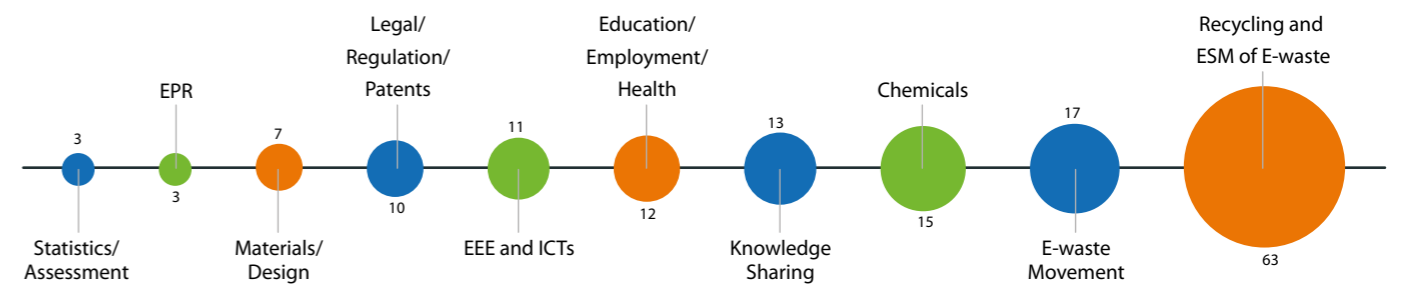 3
Statistics/
Assessment
EPR
3
7
Materials/
Design
Legal/
Regulation/
Patents
10
11
EEE and ICTs
Education/
Employment/
Health
12
13
Knowledge
Sharing
Chemicals
15
17
E-waste
Movement
Recycling and
ESM of E-waste
63